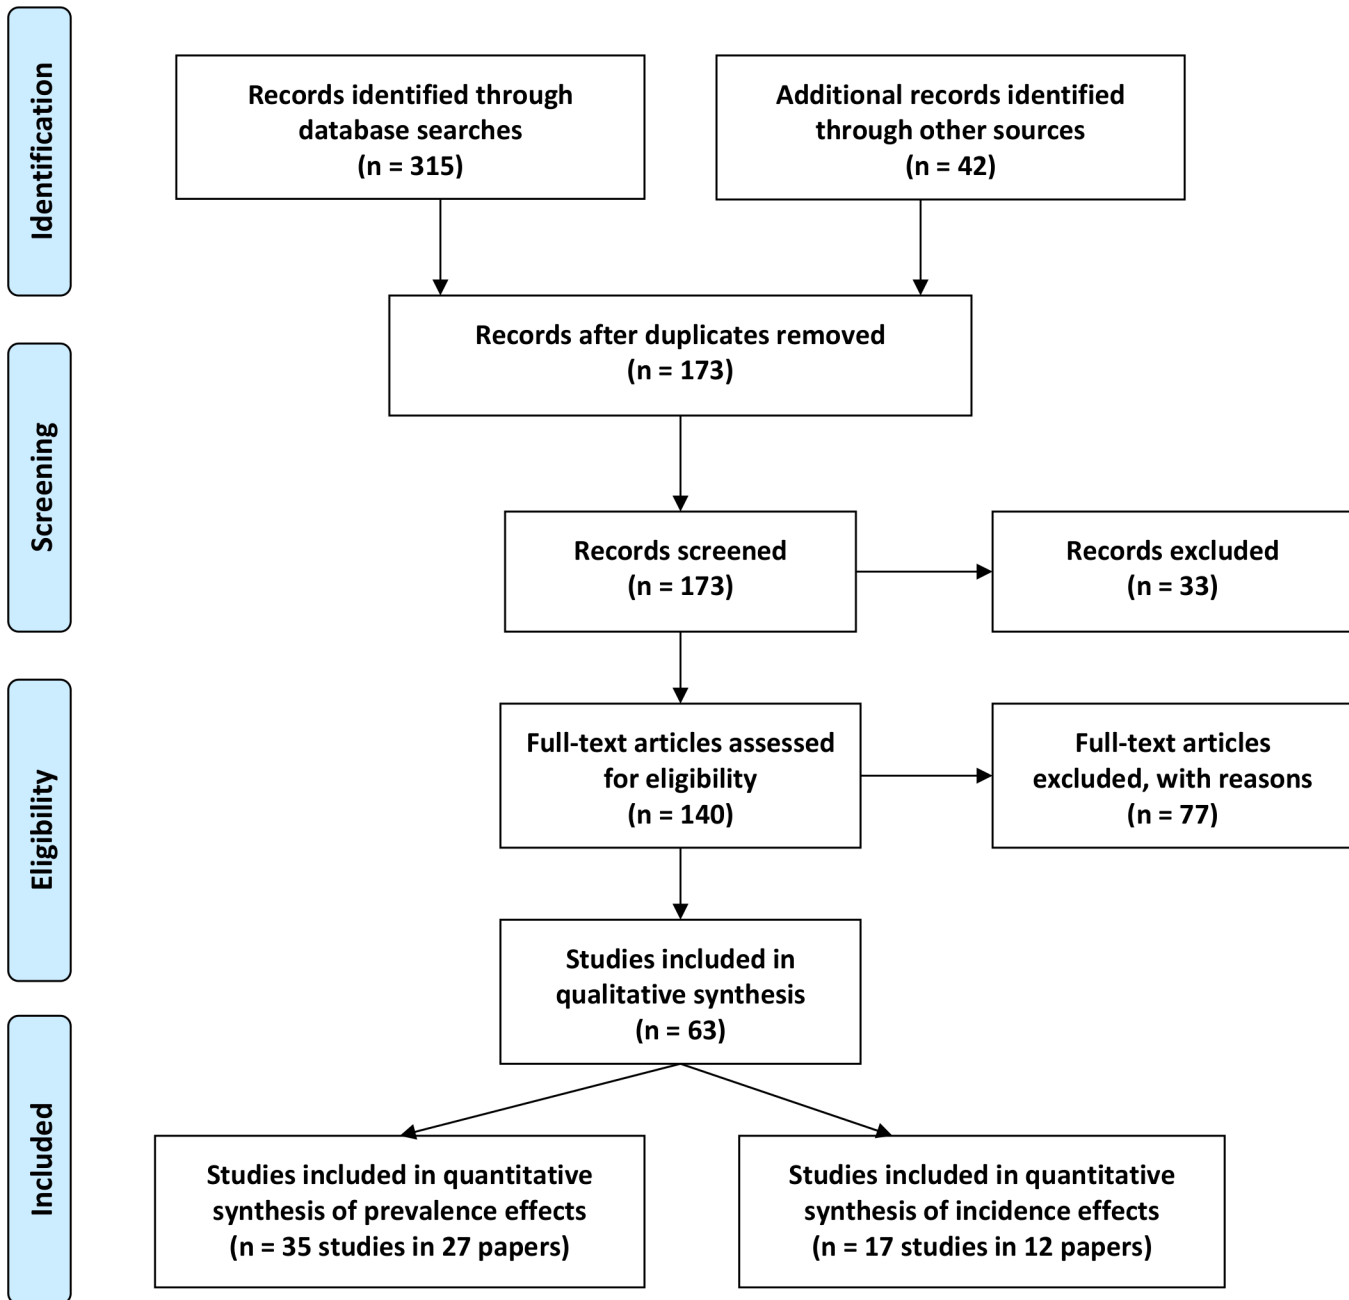 Identification
Records identified through
database searches
(n = 315)
Additional records identified
through other sources
(n = 42)
Records after duplicates removed
(n = 173)
Screening
Records screened
(n = 173)
Records excluded
(n = 33)
Eligibility
Full-text articles assessed
for eligibility
(n = 140)
Full-text articles
excluded, with reasons
(n = 77)
Studies included in
qualitative synthesis
(n = 63)
Included
Studies included in quantitative
synthesis of prevalence effects
(n = 35 studies in 27 papers)
Studies included in quantitative
synthesis of incidence effects
(n = 17 studies in 12 papers)